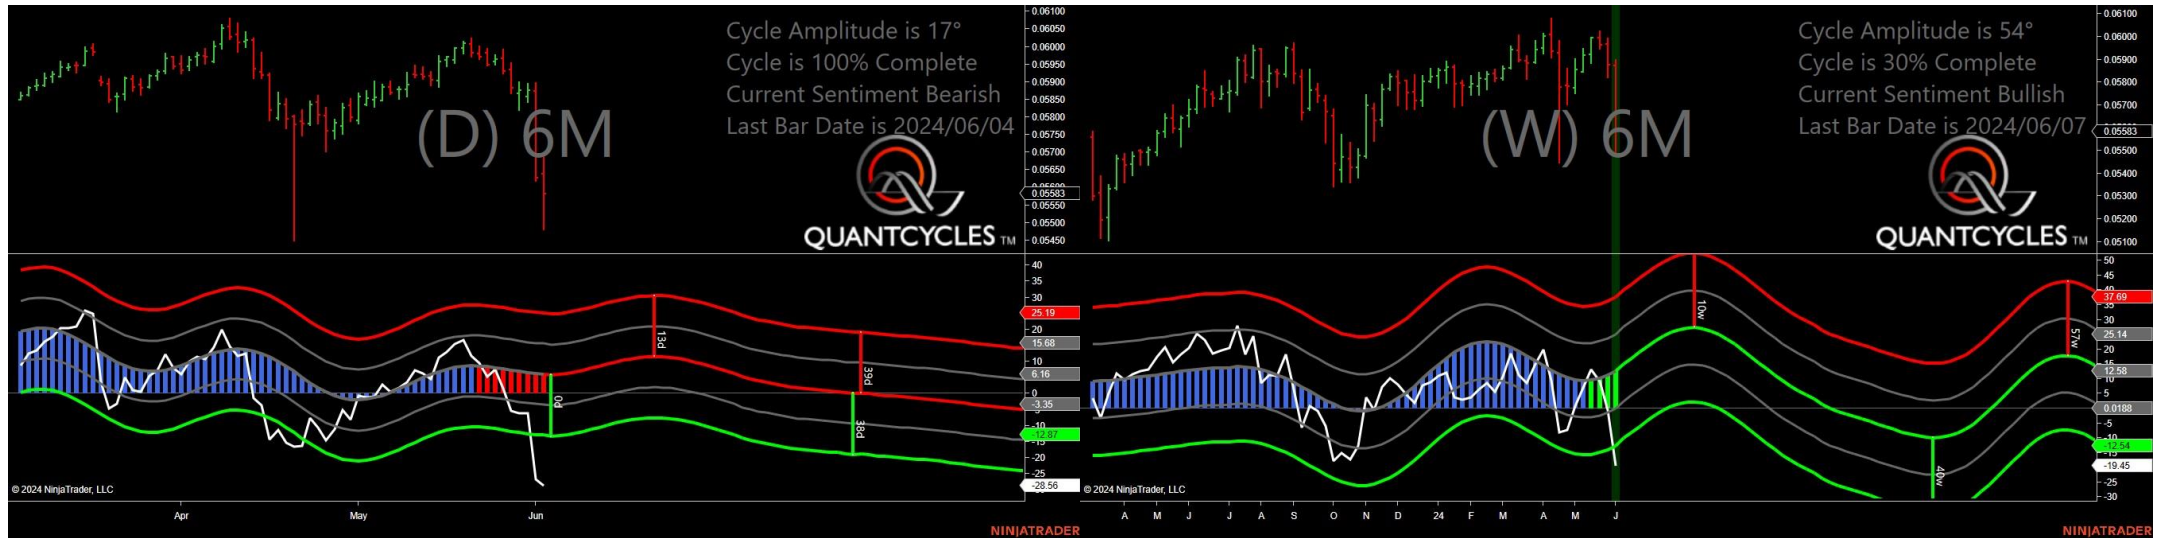 Cycle Amplitude is 17°
Cycle is 100% Complete
Current Sentiment Bearish
Last Bar Date is 2024/06/04
(D) 6M
QUANTCYCLES TM
0.06100
0.06050
0.06000
0.05950
0.05900
0.05850
0.05800
0.05750
0.05700
0.05650
0.05583
0.05550
0.05500
0.05450
40
35
30
25.19
20
15.68
10
6.16
0
-3.35
-10
-12.87
-15
-20
-25
-28.56
0d
13d
39d
38d
© 2024 NinjaTrader, LLC
Apr
May
Jun
NINJATRADER
Cycle Amplitude is 54°
Cycle is 30% Complete
Current Sentiment Bullish
Last Bar Date is 2024/06/07
(W) 6M
QUANTCYCLES TM
0.06100
0.06000
0.05900
0.05800
0.05700
0.05583
0.05500
0.05400
0.05300
0.05200
0.05100
50
45
40
37.69
30
25.14
20
15
12.58
10
0.0188
-5
-10
-12.54
-19.45
-25
-30
10w
40w
57w
© 2024 NinjaTrader, LLC
A M J J A S O N D 24 F M A M J
NINJATRADER